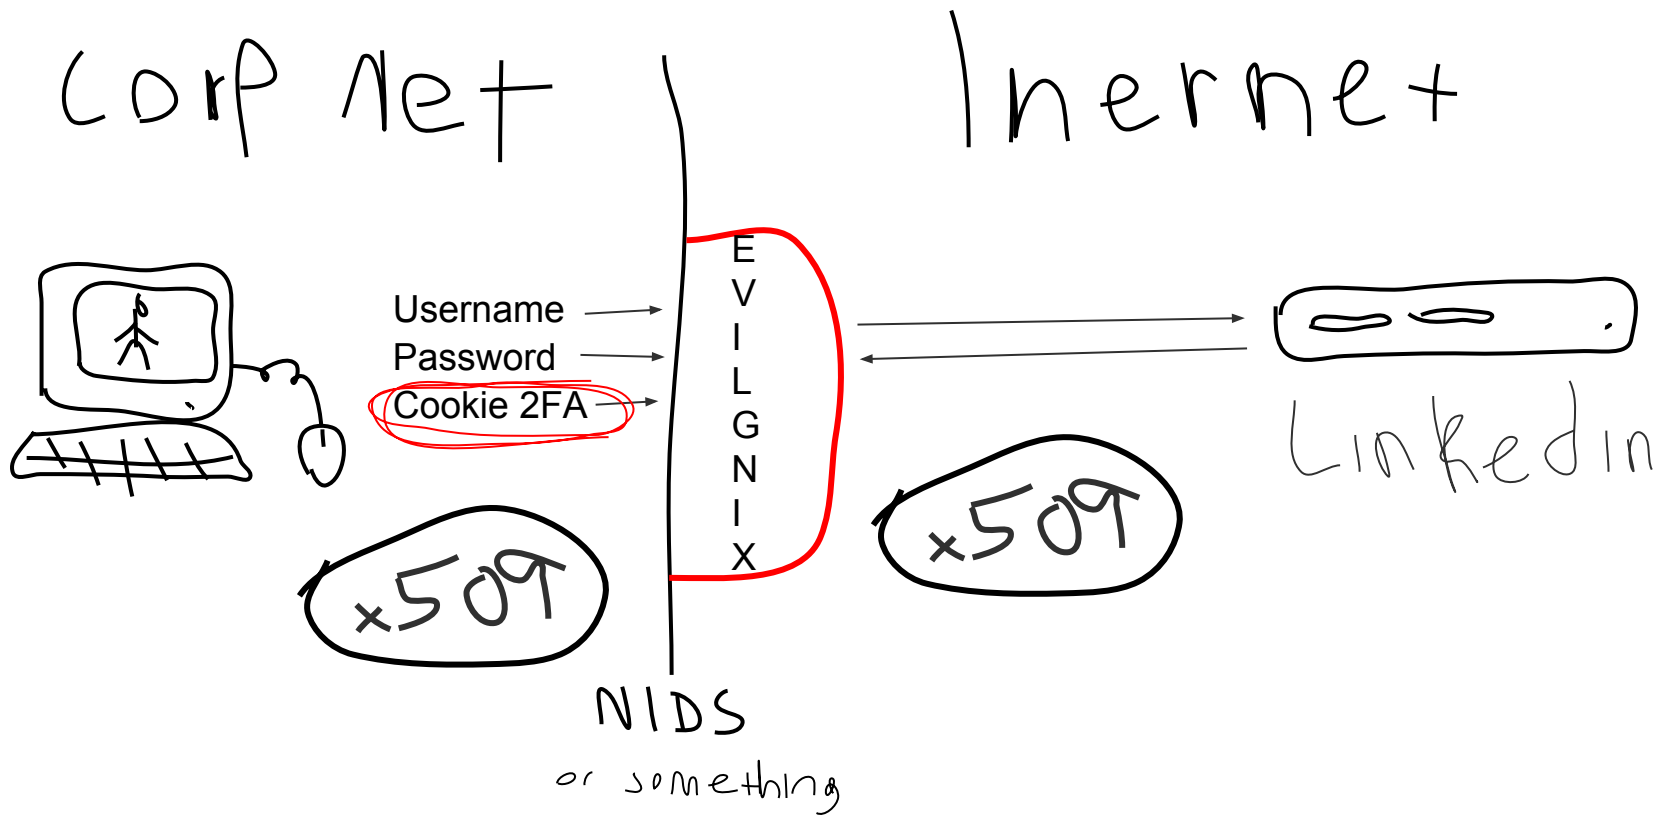 Corp Net
Inernet
Username
Password
Cookie 2FA
E
V
I
L
G
N
I
X
Linkedin
x509
x509
NIDS
or something